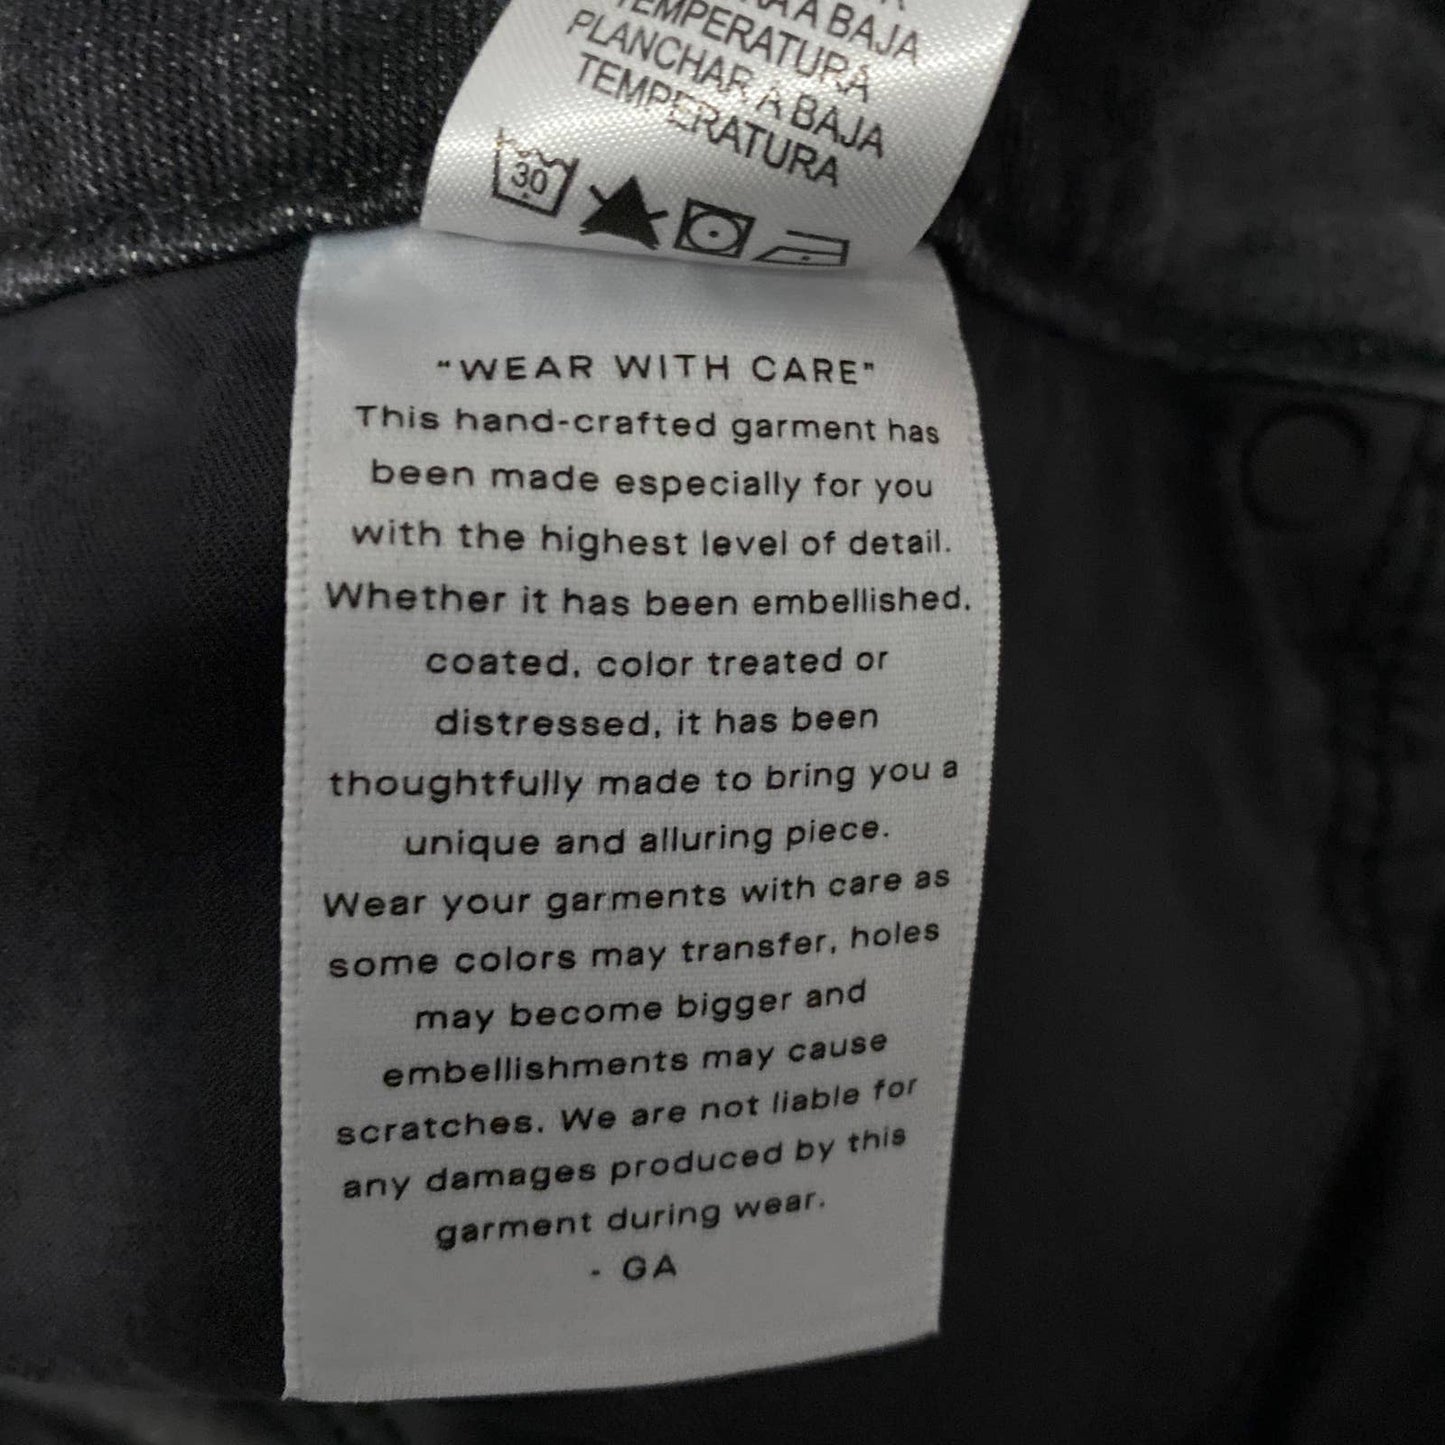 A BAJA
TEMPERATURA
PLANCHAR A BAJA
TEMPERATURA
30
"WEAR WITH CARE"
This hand-crafted garment has
been made especially for you
with the highest level of detail.
Whether it has been embellished,
coated, color treated or
distressed, it has been
thoughtfully made to bring you a
unique and alluring piece.
Wear your garments with care as
some colors may transfer, holes
may become bigger and
embellishments may cause
scratches. We are not liable for
any damages produced by this
garment during wear.
- GA